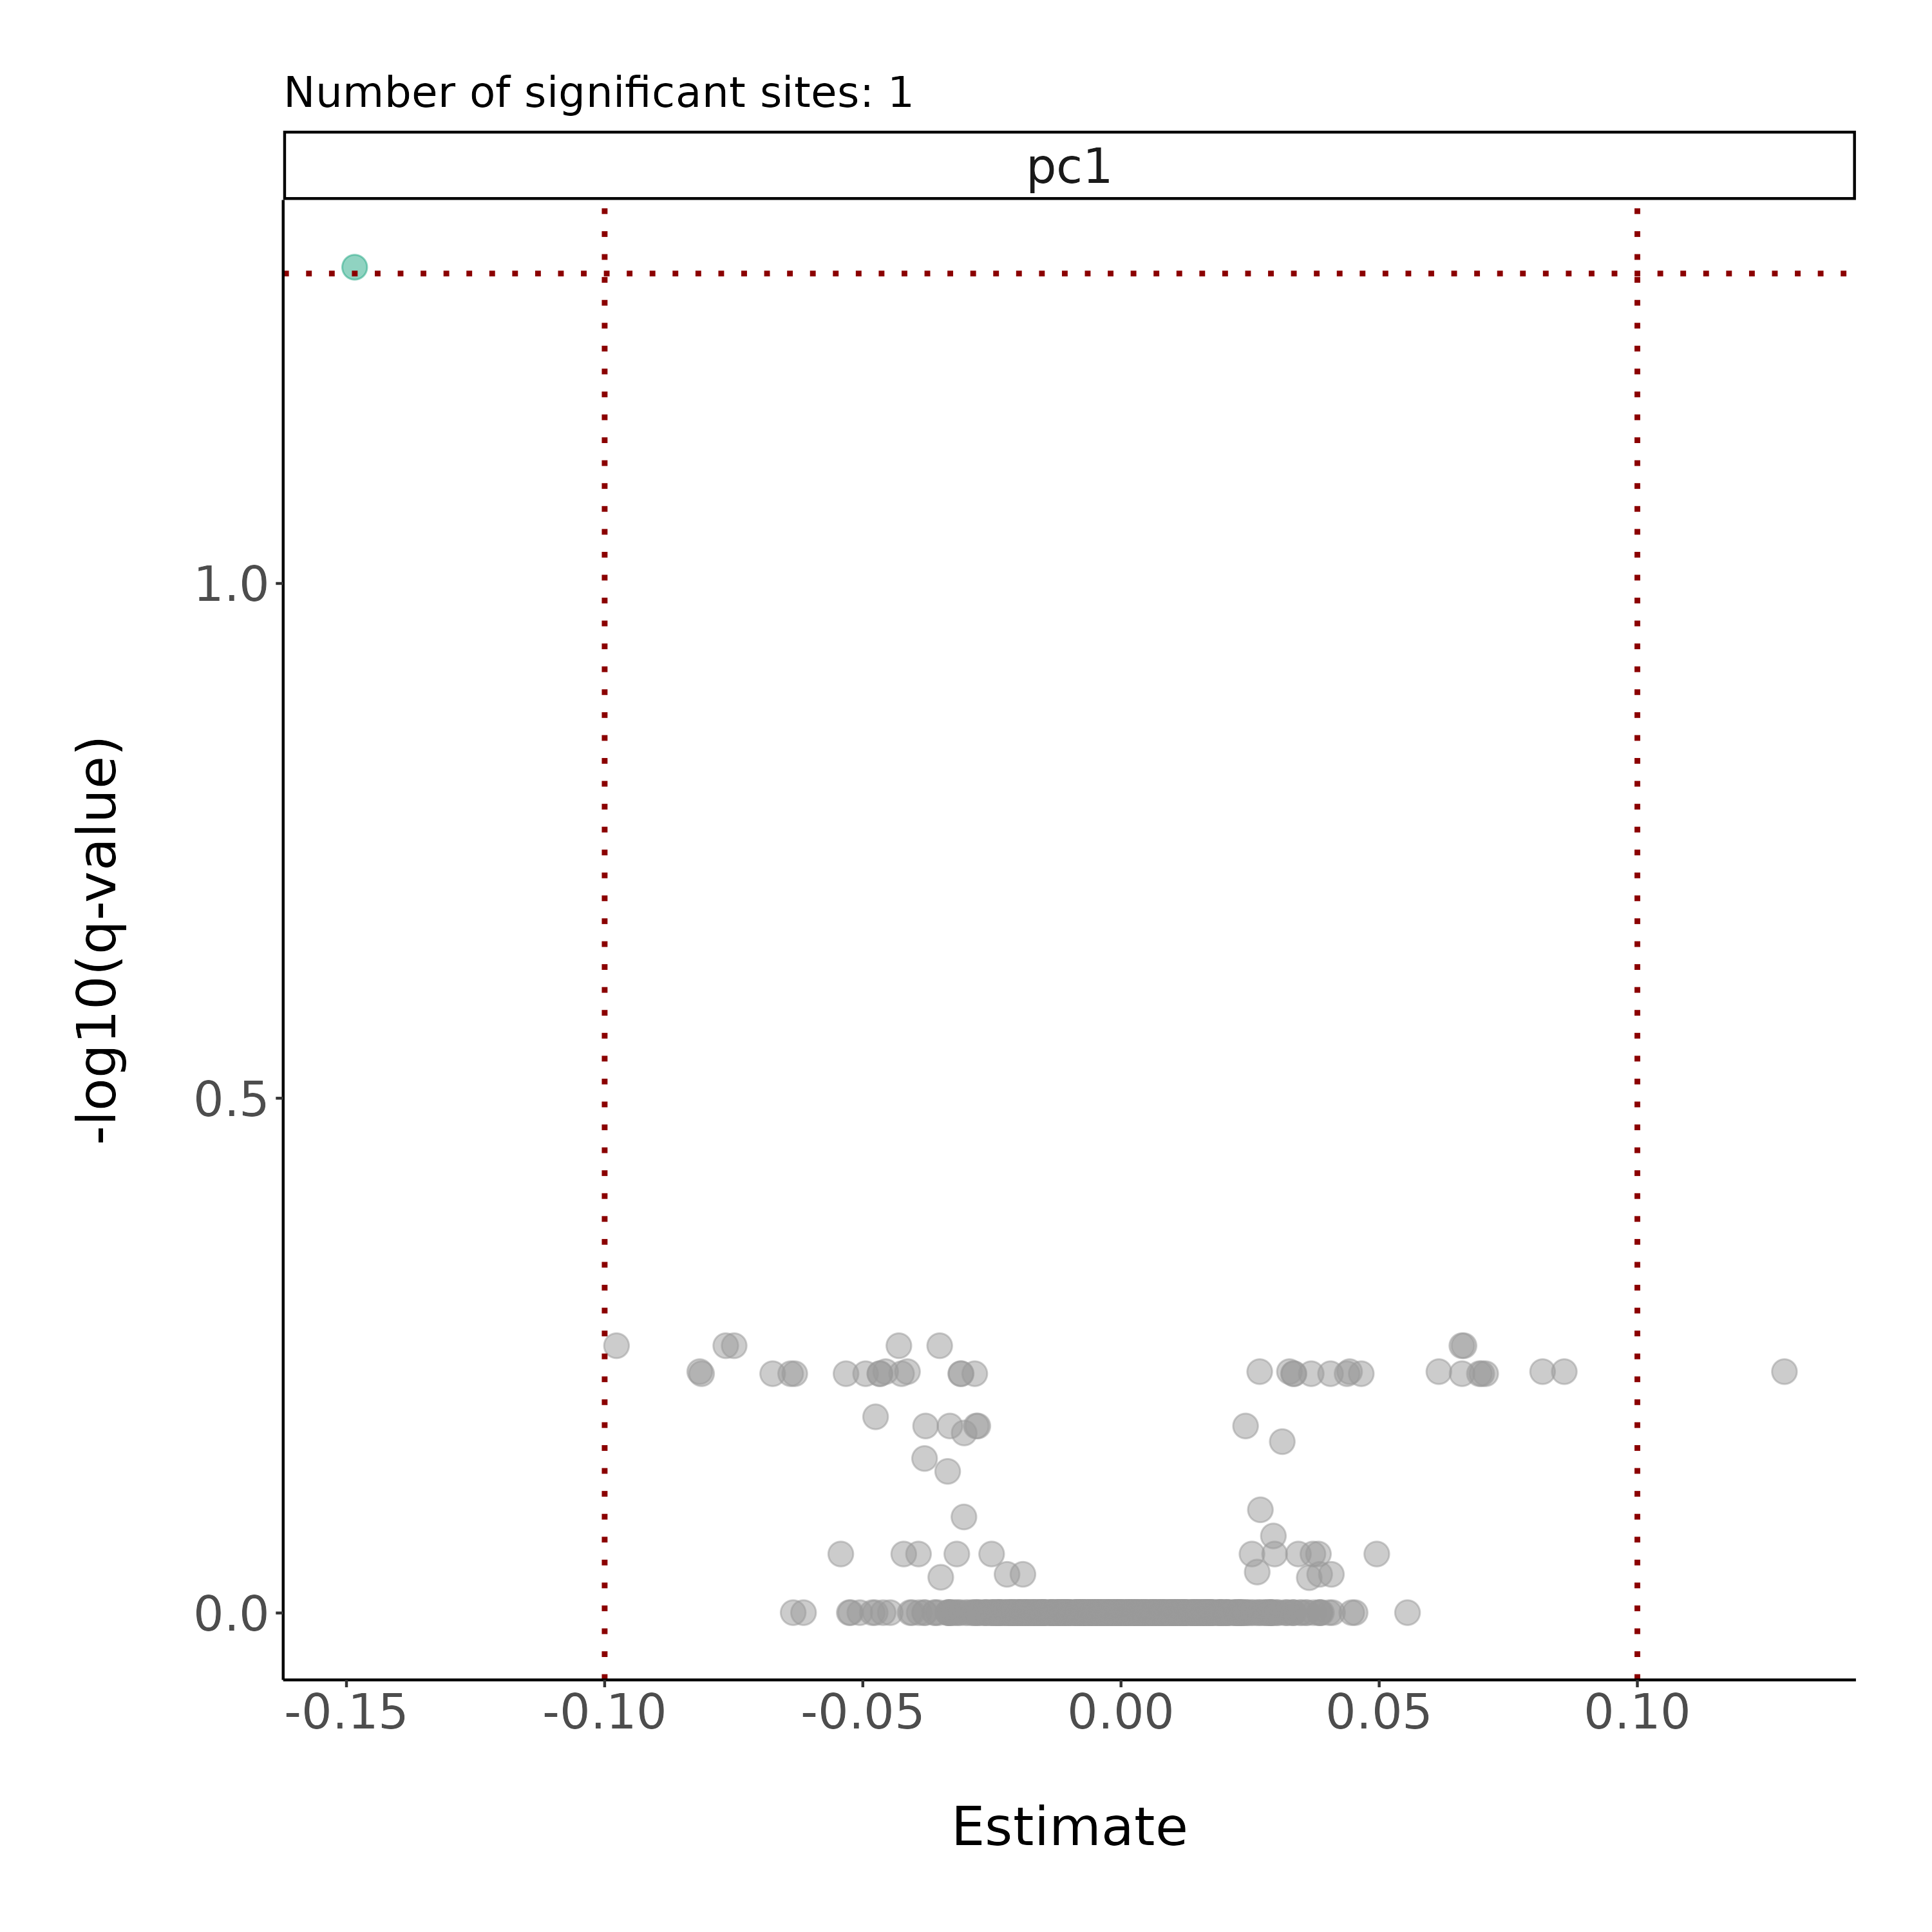 Number of significant sites: 1
pc1
1.0
0.5
0.0
-log10(q-value)
-0.15 -0.10 -0.05 0.00 0.05 0.10
Estimate